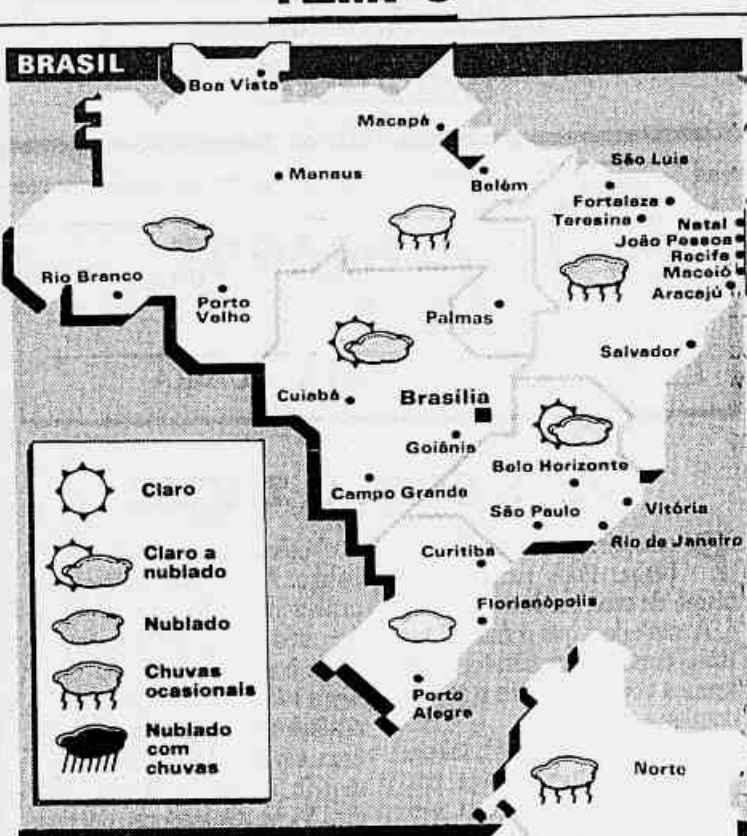 BRASIL
Boa Vista
Macapá
Manaus
Belém
São Luis
Fortaleza
Teresina
Natal
João Pessoa
Recife
Maceió
Aracajú
Rio Branco
Porto
Velho
Palmas
Salvador
Cuiabá
Brasília
Goiânia
Belo Horizonte
Campo Grande
São Paulo
Vitória
Rio de Janeiro
Curitiba
Florianópolis
Porto
Alegre
Claro
Claro a
nublado
Nublado
Chuvas
ocasionais
Nublado
com
chuvas
Norte